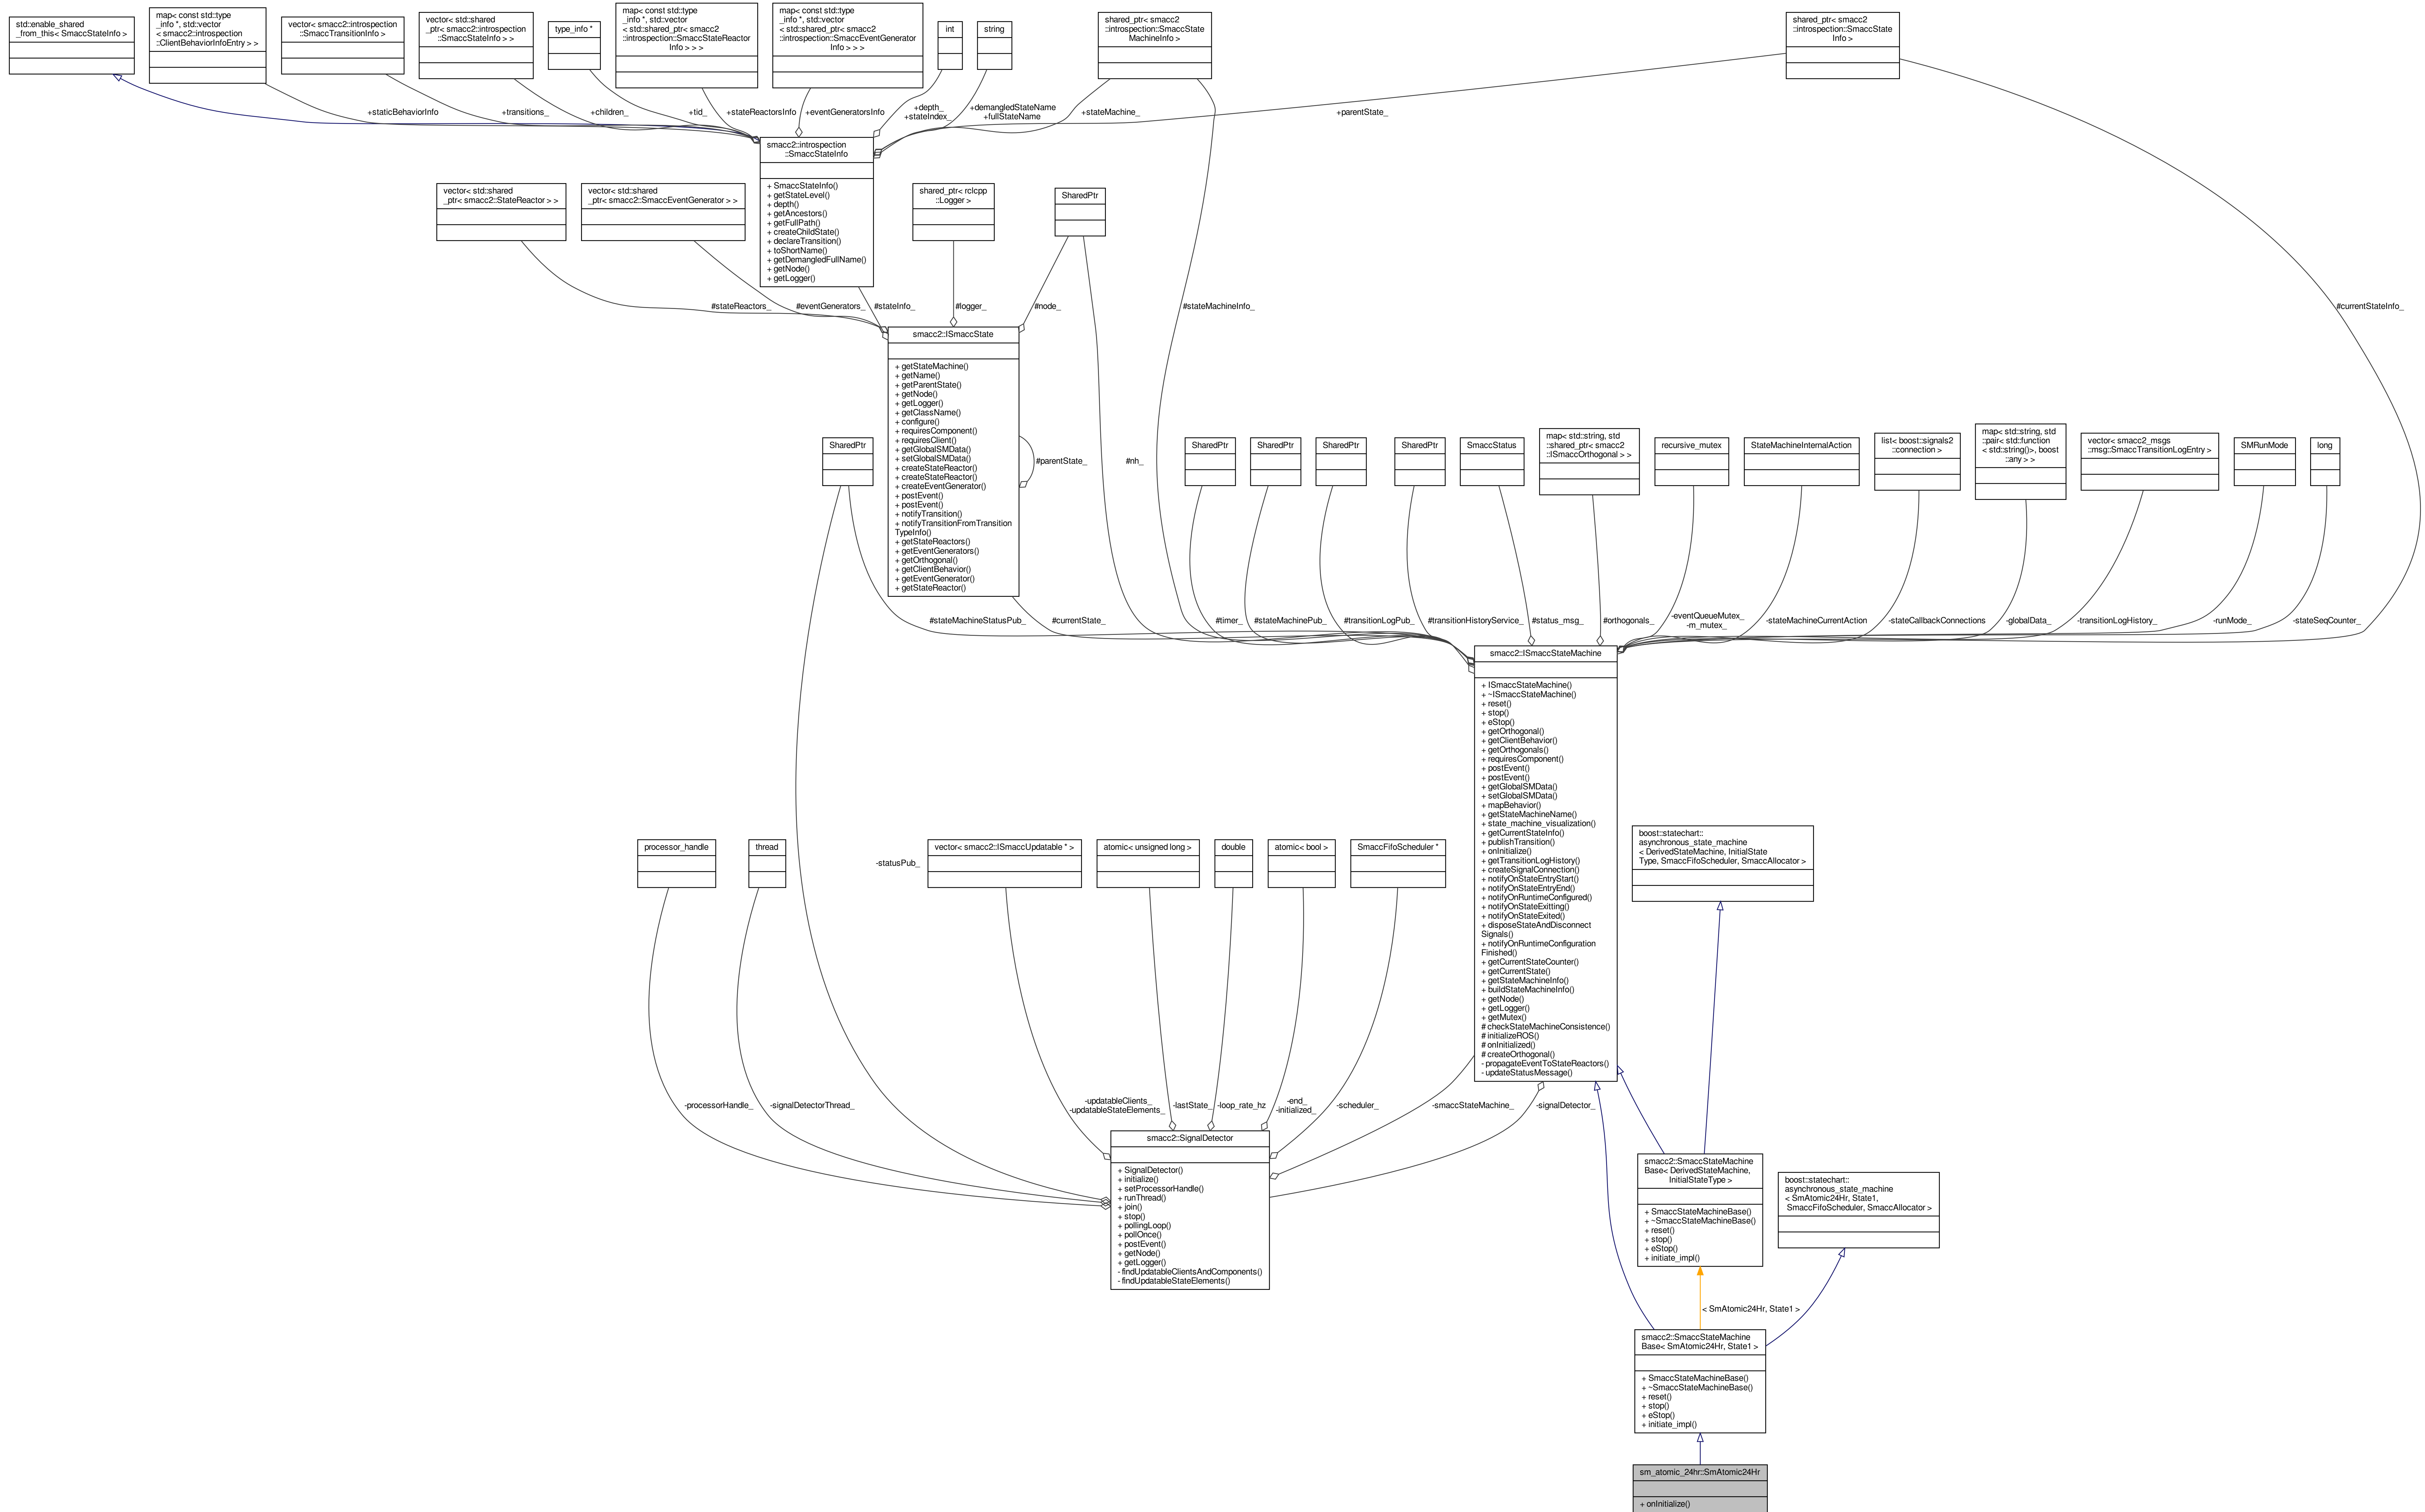 std::enable_shared
_from_this< SmaccStateInfo >
map< const std::type
_info *, std::vector
< smacc2::introspection
::ClientBehaviorInfoEntry > >
vector< smacc2::introspection
::SmaccTransitionInfo >
vector< std::shared
_ptr< smacc2::introspection
::SmaccStateInfo > >
type_info *
map< const std::type
_info *, std::vector
< std::shared_ptr< smacc2
::introspection::SmaccStateReactor
Info > > >
map< const std::type
_info *, std::vector
< std::shared_ptr< smacc2
::introspection::SmaccEventGenerator
Info > > >
int
string
shared_ptr< smacc2
::introspection::SmaccState
MachineInfo >
shared_ptr< smacc2
::introspection::SmaccState
Info >
+staticBehaviorInfo
+transitions_
+children_
+tid_
+stateReactorsInfo
+eventGeneratorsInfo
+depth_
+stateIndex_
+demangledStateName
+fullStateName
+stateMachine_
+parentState_
smacc2::introspection
::SmaccStateInfo
+ SmaccStateInfo()
+ getStateLevel()
+ depth()
+ getAncestors()
+ getFullPath()
+ createChildState()
+ declareTransition()
+ toShortName()
+ getDemangledFullName()
+ getNode()
+ getLogger()
vector< std::shared
_ptr< smacc2::StateReactor > >
vector< std::shared
_ptr< smacc2::SmaccEventGenerator > >
shared_ptr< rclcpp
::Logger >
SharedPtr
#stateReactors_
#eventGenerators_
#stateInfo_
#logger_
#node_
#stateMachineInfo_
#currentStateInfo_
smacc2::ISmaccState
+ getStateMachine()
+ getName()
+ getParentState()
+ getNode()
+ getLogger()
+ getClassName()
+ configure()
+ requiresComponent()
+ requiresClient()
+ getGlobalSMData()
+ setGlobalSMData()
+ createStateReactor()
+ createStateReactor()
+ createEventGenerator()
+ postEvent()
+ postEvent()
+ notifyTransition()
+ notifyTransitionFromTransition
TypeInfo()
+ getStateReactors()
+ getEventGenerators()
+ getOrthogonal()
+ getClientBehavior()
+ getEventGenerator()
+ getStateReactor()
#parentState_
#nh_
SharedPtr
SharedPtr
SharedPtr
SharedPtr
SharedPtr
SmaccStatus
map< std::string, std
::shared_ptr< smacc2
::ISmaccOrthogonal > >
recursive_mutex
StateMachineInternalAction
list< boost::signals2
::connection >
map< std::string, std
::pair< std::function
< std::string()>, boost
::any > >
vector< smacc2_msgs
::msg::SmaccTransitionLogEntry >
SMRunMode
long
#stateMachineStatusPub_
#currentState_
#timer_
#stateMachinePub_
#transitionLogPub_
#transitionHistoryService_
#status_msg_
#orthogonals_
-eventQueueMutex_
-m_mutex_
-stateMachineCurrentAction
-stateCallbackConnections
-globalData_
-transitionLogHistory_
-runMode_
-stateSeqCounter_
smacc2::ISmaccStateMachine
+ ISmaccStateMachine()
+ ~ISmaccStateMachine()
+ reset()
+ stop()
+ eStop()
+ getOrthogonal()
+ getClientBehavior()
+ getOrthogonals()
+ requiresComponent()
+ postEvent()
+ postEvent()
+ getGlobalSMData()
+ setGlobalSMData()
+ mapBehavior()
+ getStateMachineName()
+ state_machine_visualization()
+ getCurrentStateInfo()
+ publishTransition()
+ onInitialize()
+ getTransitionLogHistory()
+ createSignalConnection()
+ notifyOnStateEntryStart()
+ notifyOnStateEntryEnd()
+ notifyOnRuntimeConfigured()
+ notifyOnStateExitting()
+ notifyOnStateExited()
+ disposeStateAndDisconnect
Signals()
+ notifyOnRuntimeConfiguration
Finished()
+ getCurrentStateCounter()
+ getCurrentState()
+ getStateMachineInfo()
+ buildStateMachineInfo()
+ getNode()
+ getLogger()
+ getMutex()
# checkStateMachineConsistence()
# initializeROS()
# onInitialized()
# createOrthogonal()
- propagateEventToStateReactors()
- updateStatusMessage()
processor_handle
thread
-statusPub_
vector< smacc2::ISmaccUpdatable * >
atomic< unsigned long >
double
atomic< bool >
SmaccFifoScheduler *
boost::statechart::
asynchronous_state_machine
< DerivedStateMachine, InitialState
Type, SmaccFifoScheduler, SmaccAllocator >
-processorHandle_
-signalDetectorThread_
-updatableClients_
-updatableStateElements_
-lastState_
-loop_rate_hz
-end_
-initialized_
-scheduler_
-smaccStateMachine_
-signalDetector_
smacc2::SignalDetector
+ SignalDetector()
+ initialize()
+ setProcessorHandle()
+ runThread()
+ join()
+ stop()
+ pollingLoop()
+ pollOnce()
+ postEvent()
+ getNode()
+ getLogger()
- findUpdatableClientsAndComponents()
- findUpdatableStateElements()
smacc2::SmaccStateMachine
Base< DerivedStateMachine,
InitialStateType >
+ SmaccStateMachineBase()
+ ~SmaccStateMachineBase()
+ reset()
+ stop()
+ eStop()
+ initiate_impl()
boost::statechart::
asynchronous_state_machine
< SmAtomic24Hr, State1,
SmaccFifoScheduler, SmaccAllocator >
< SmAtomic24Hr, State1 >
smacc2::SmaccStateMachine
Base< SmAtomic24Hr, State1 >
+ SmaccStateMachineBase()
+ ~SmaccStateMachineBase()
+ reset()
+ stop()
+ eStop()
+ initiate_impl()
sm_atomic_24hr::SmAtomic24Hr
+ onInitialize()